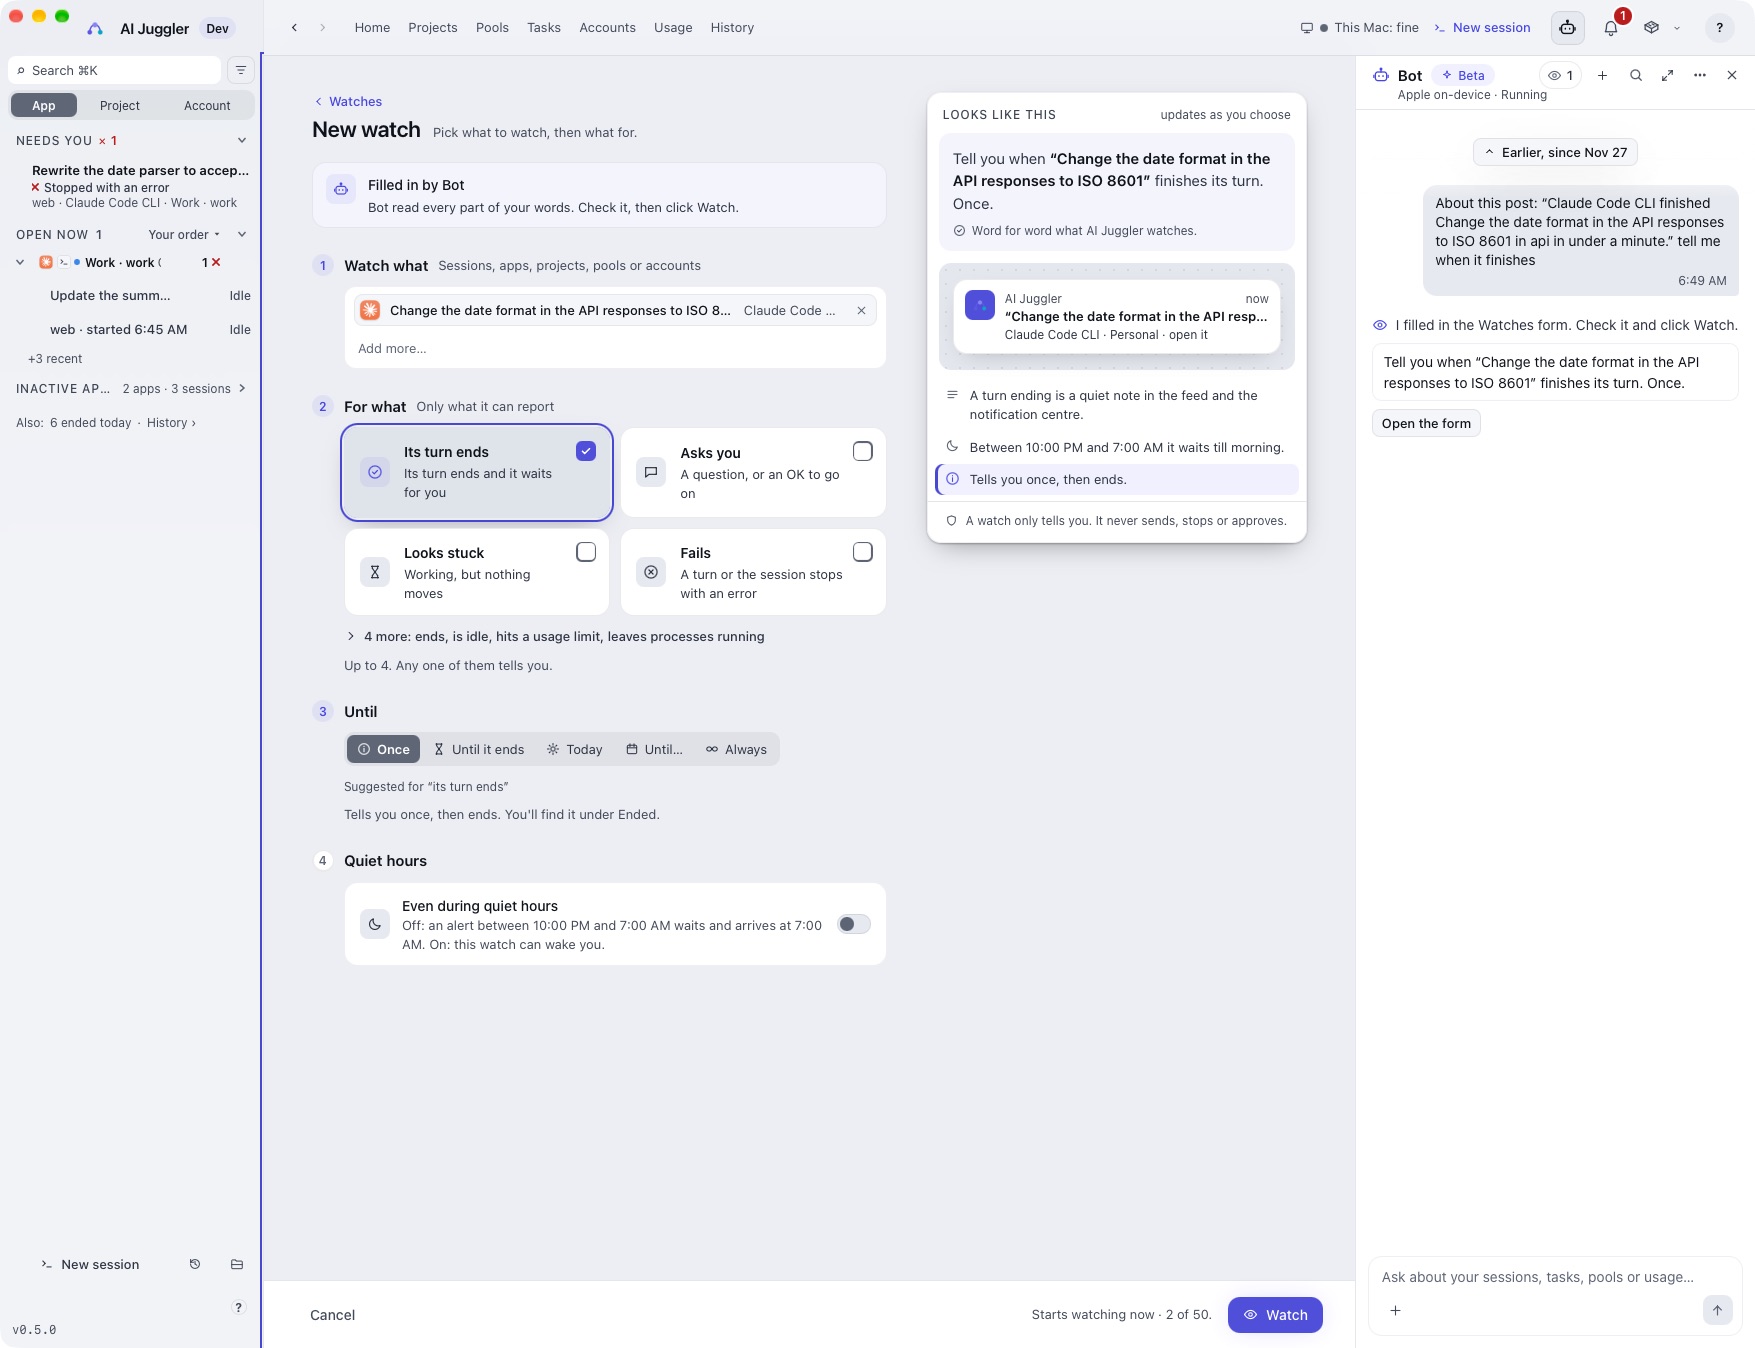 AI Juggler Dev
Search ⌘K
App Project Account
NEEDS YOU × 1
Rewrite the date parser to accep...
Stopped with an error
web · Claude Code CLI · Work · work
OPEN NOW 1 Your order
Work · work 1
Update the summ... Idle
web · started 6:45 AM Idle
+3 recent
INACTIVE AP... 2 apps · 3 sessions
Also: 6 ended today · History ›
New session
?
v0.5.0
Home Projects Pools Tasks Accounts Usage History
This Mac: fine New session 1 ?
Watches
New watch Pick what to watch, then what for.
Filled in by Bot
Bot read every part of your words. Check it, then click Watch.
1 Watch what Sessions, apps, projects, pools or accounts
Change the date format in the API responses to ISO 8... Claude Code ...
Add more...
2 For what Only what it can report
Its turn ends
Its turn ends and it waits
for you
Asks you
A question, or an OK to go
on
Looks stuck
Working, but nothing
moves
Fails
A turn or the session stops
with an error
4 more: ends, is idle, hits a usage limit, leaves processes running
Up to 4. Any one of them tells you.
3 Until
Once Until it ends Today Until... Always
Suggested for “its turn ends”
Tells you once, then ends. You'll find it under Ended.
4 Quiet hours
Even during quiet hours
Off: an alert between 10:00 PM and 7:00 AM waits and arrives at 7:00
AM. On: this watch can wake you.
Cancel Starts watching now · 2 of 50. Watch
LOOKS LIKE THIS updates as you choose
Tell you when “Change the date format in the
API responses to ISO 8601” finishes its turn.
Once.
Word for word what AI Juggler watches.
AI Juggler now
“Change the date format in the API resp...
Claude Code CLI · Personal · open it
A turn ending is a quiet note in the feed and the
notification centre.
Between 10:00 PM and 7:00 AM it waits till morning.
Tells you once, then ends.
A watch only tells you. It never sends, stops or approves.
Bot Beta 1
Apple on-device · Running
Earlier, since Nov 27
About this post: “Claude Code CLI finished
Change the date format in the API responses
to ISO 8601 in api in under a minute.” tell me
when it finishes
6:49 AM
I filled in the Watches form. Check it and click Watch.
Tell you when “Change the date format in the API
responses to ISO 8601” finishes its turn. Once.
Open the form
Ask about your sessions, tasks, pools or usage...